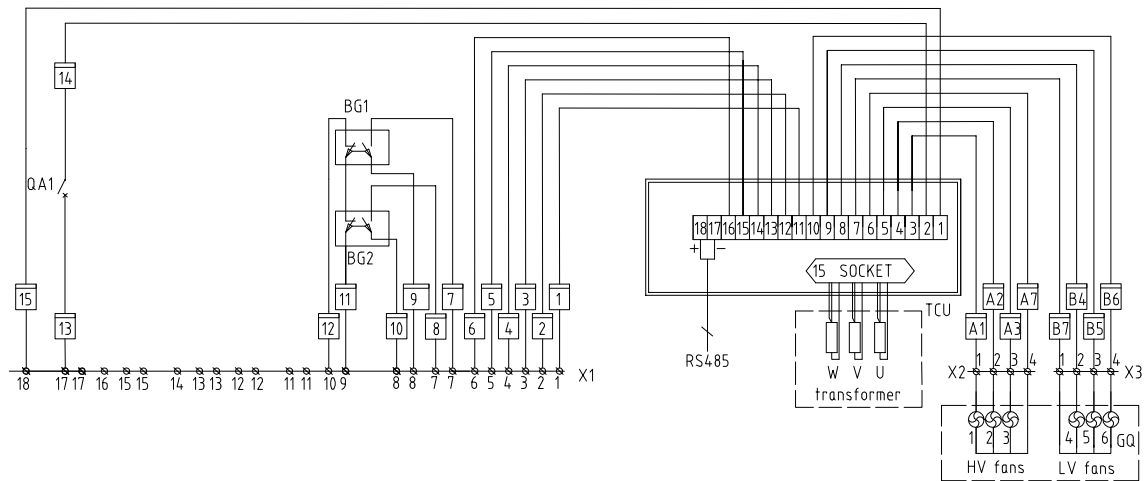 14
BG1
QA1
18 17 16 15 14 13 12 11 10 9 8 7 6 5 4 3 2 1
+ −
BG2
15 SOCKET
15 11 9 7 5 3 1
A2 A7 B4 B6
TCU
13 12 10 8 6 4 2
A1 A3 B7 B5
RS485
1 2 3 4 1 2 3 4
W V U
X1
X2 X3
18 17 17 16 15 15 14 13 13 12 12 11 11 10 9 8 8 7 7 6 5 4 3 2 1
transformer
1 2 3 4 5 6 GQ
HV fans LV fans